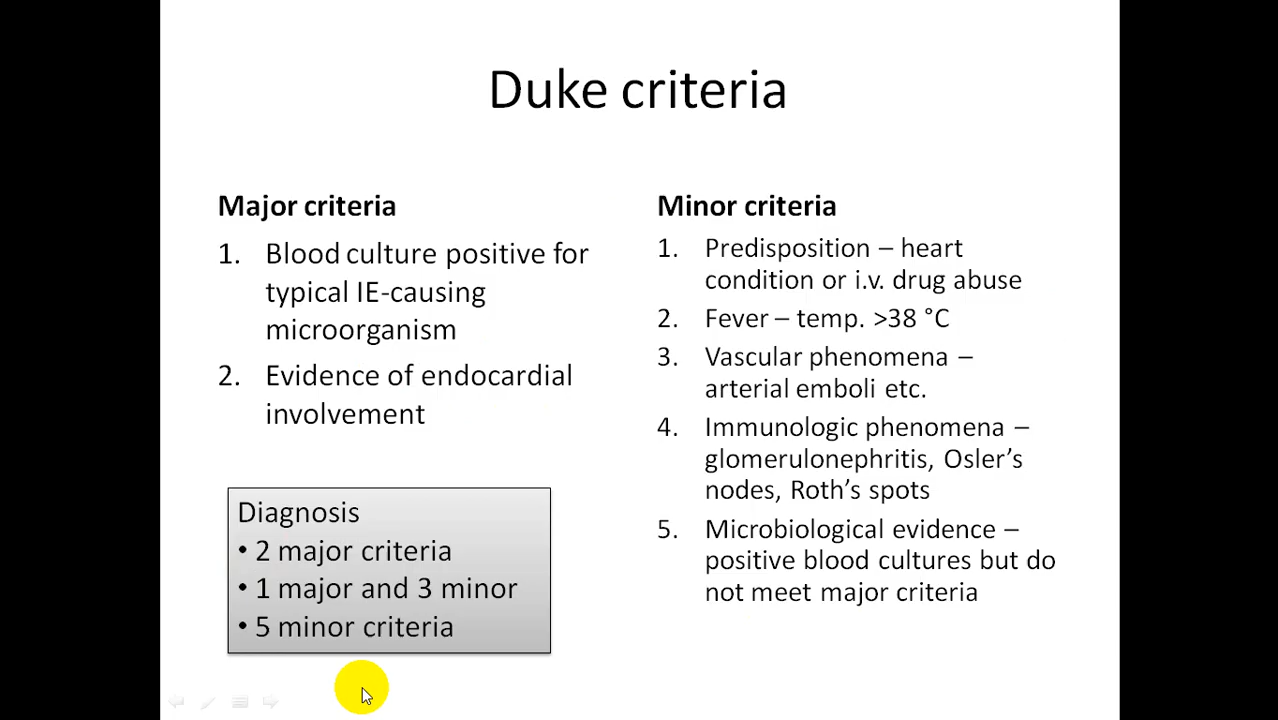 Duke criteria
Major criteria
1. Blood culture positive for
typical IE-causing
microorganism
2. Evidence of endocardial
involvement
Diagnosis
• 2 major criteria
• 1 major and 3 minor
• 5 minor criteria
Minor criteria
1. Predisposition – heart
condition or i.v. drug abuse
2. Fever – temp. >38 °C
3. Vascular phenomena –
arterial emboli etc.
4. Immunologic phenomena –
glomerulonephritis, Osler’s
nodes, Roth’s spots
5. Microbiological evidence –
positive blood cultures but do
not meet major criteria